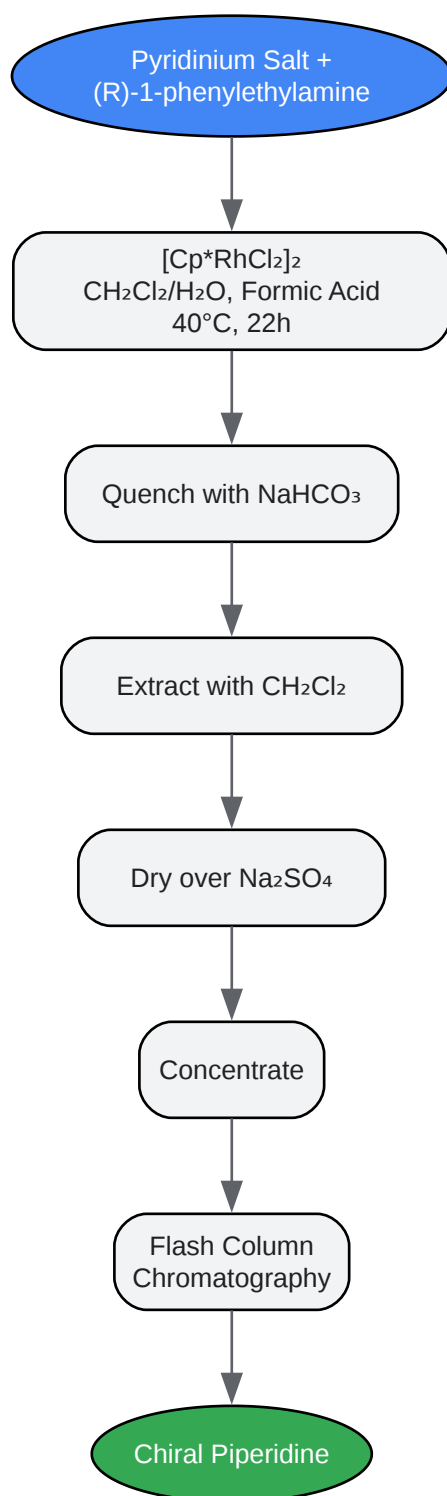 Pyridinium Salt +
(R)-1-phenylethylamine
[Cp*RhCl₂]₂
CH₂Cl₂/H₂O, Formic Acid
40°C, 22h
Quench with NaHCO₃
Extract with CH₂Cl₂
Dry over Na₂SO₄
Concentrate
Flash Column
Chromatography
Chiral Piperidine